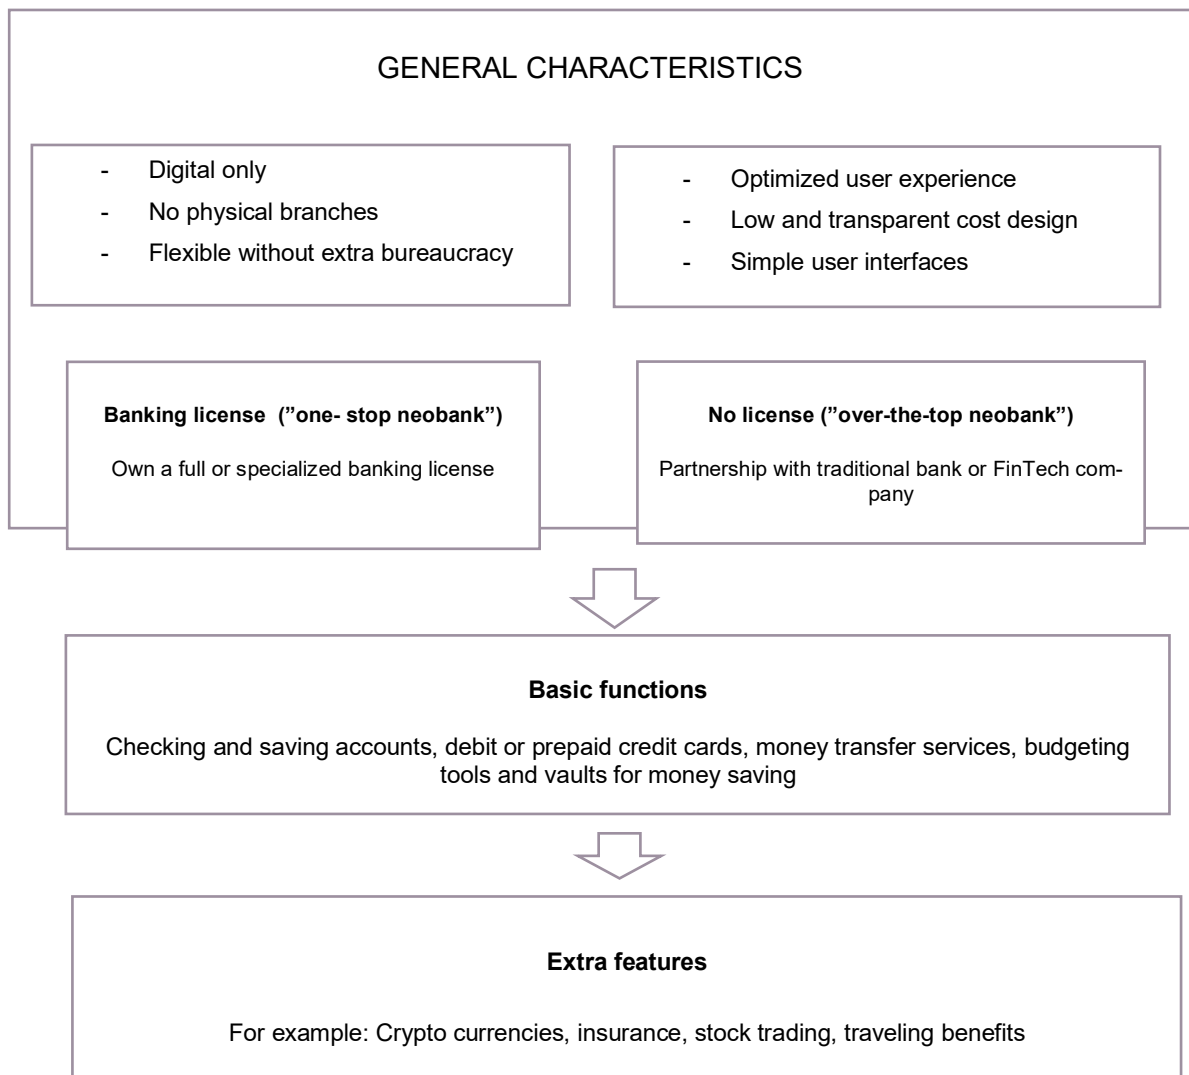 GENERAL CHARACTERISTICS
- Digital only
- No physical branches
- Flexible without extra bureaucracy
- Optimized user experience
- Low and transparent cost design
- Simple user interfaces
Banking license  (”one- stop neobank”)
Own a full or specialized banking license
No license (”over-the-top neobank”)
Partnership with traditional bank or FinTech com-
pany
Basic functions
Checking and saving accounts, debit or prepaid credit cards, money transfer services, budgeting
tools and vaults for money saving
Extra features
For example: Crypto currencies, insurance, stock trading, traveling benefits